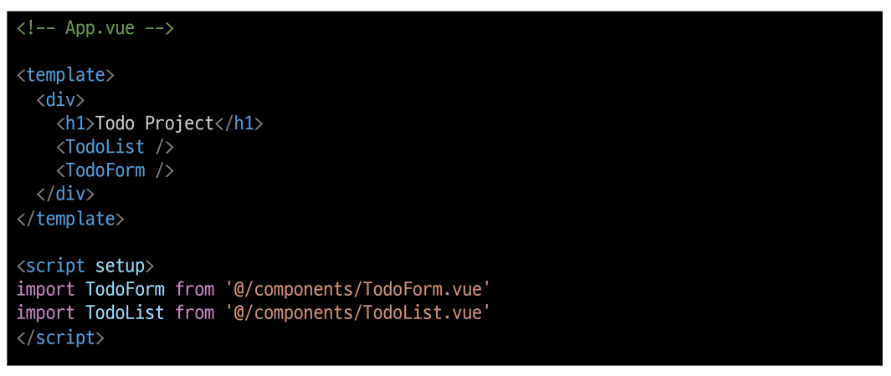 <!-- App.vue -->
<template>
<div>
<h1>Todo Project</h1>
<TodoList />
<TodoForm />
</div>
</template>
<script setup>
import TodoForm from '@/components/TodoForm.vue'
import TodoList from '@/components/TodoList.vue'
</script>